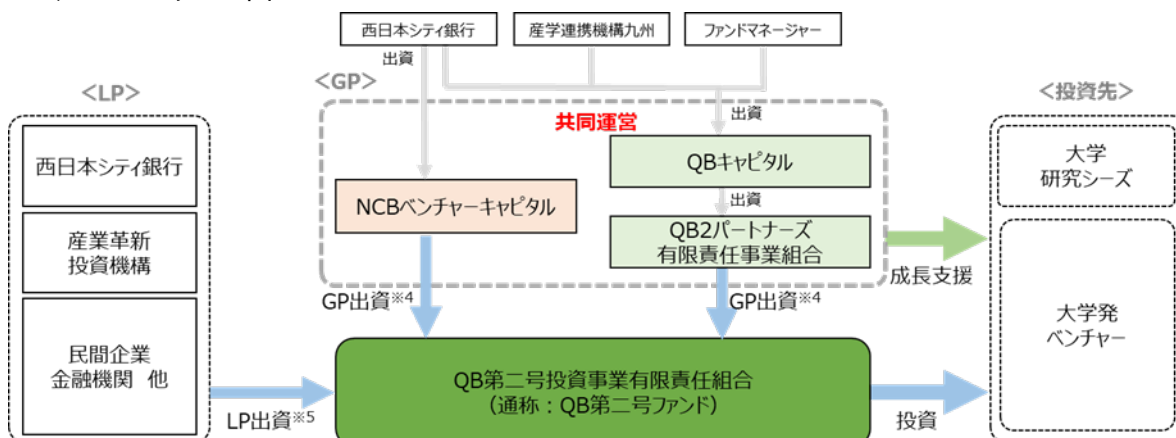 西日本シティ銀行
産学連携機構九州
ファンドマネージャー
出資
＜GP＞
出資
共同運営
QBキャピタル
出資
NCBベンチャーキャピタル
QB2パートナーズ
有限責任事業組合
GP出資※4
GP出資※4
＜LP＞
西日本シティ銀行
産業革新
投資機構
民間企業
金融機関 他
LP出資※5
QB第二号投資事業有限責任組合
（通称：QB第二号ファンド）
成長支援
投資
＜投資先＞
大学
研究シーズ
大学発
ベンチャー